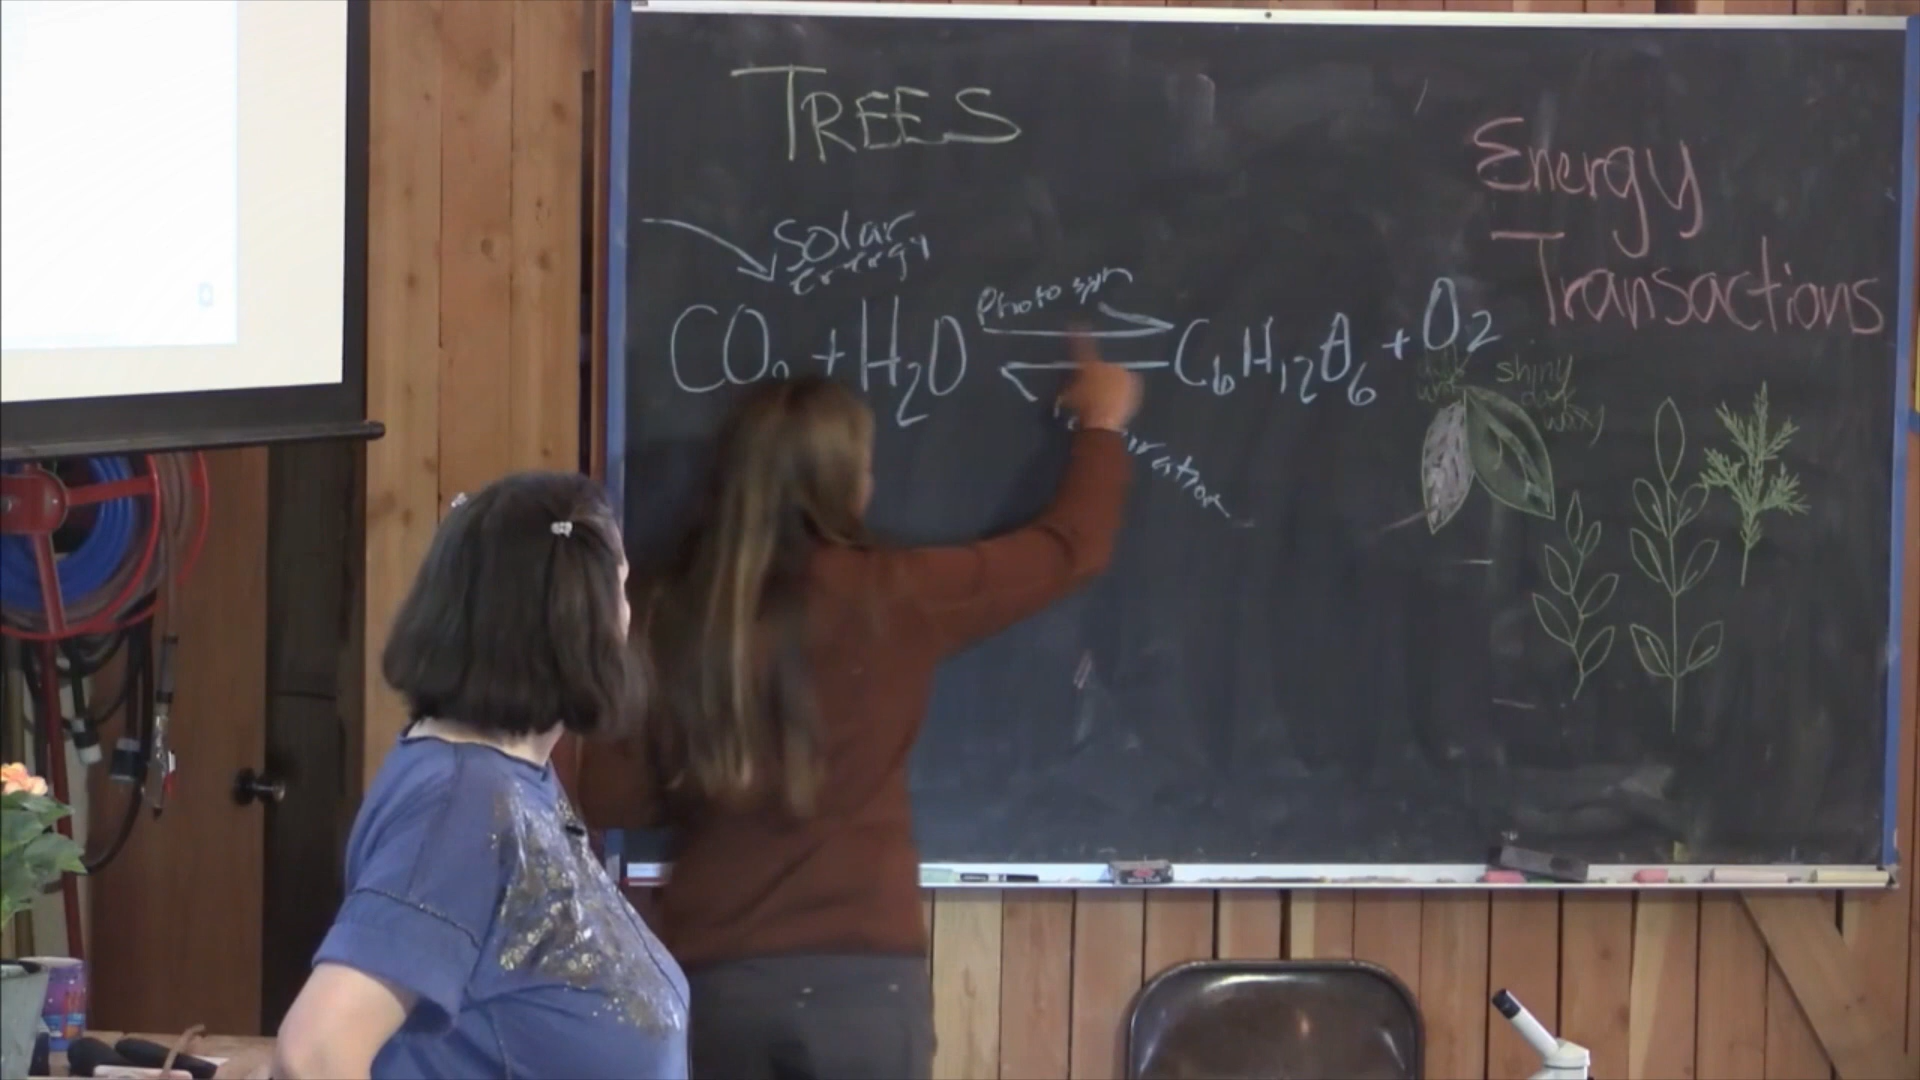 TREES
Energy
Transactions
Solar
energy
Photosyn
CO₂ + H₂O ⇌ C₆H₁₂O₆ + O₂
shiny
waxy